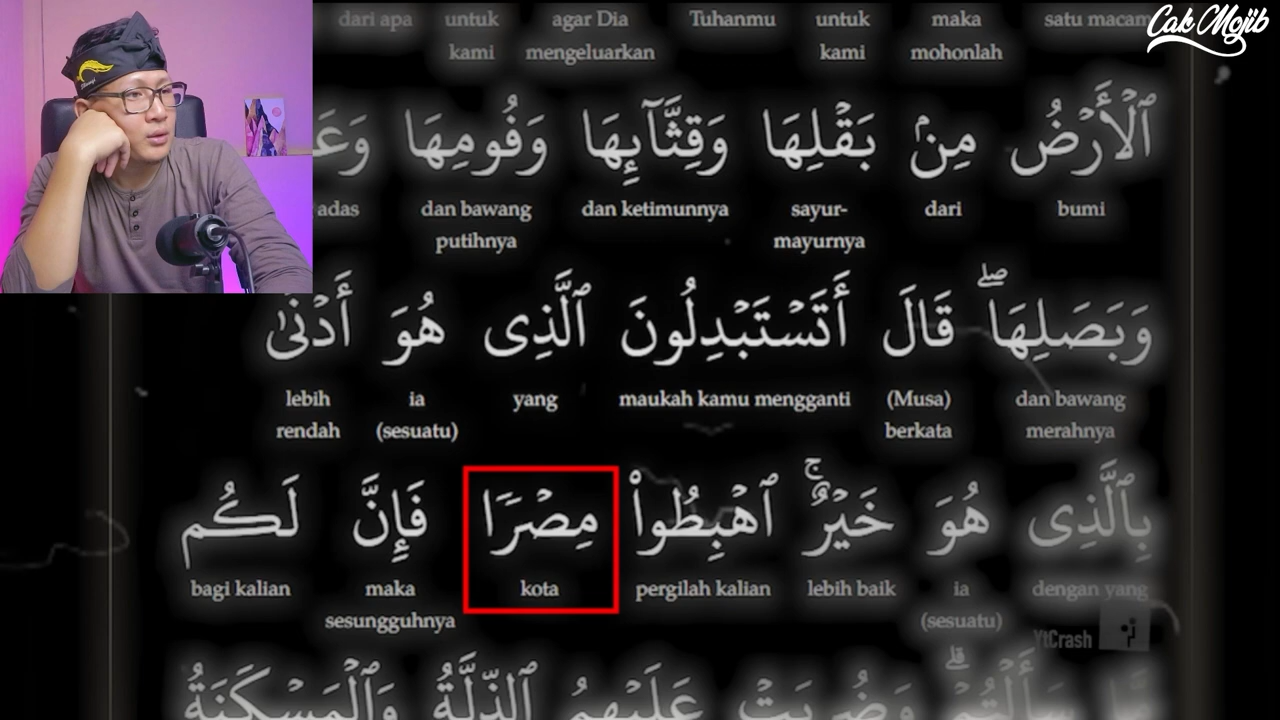 Cak Mojib
dari apa untuk agar Dia Tuhanmu untuk maka satu macam
kami mengeluarkan kami mohonlah
ٱلْأَرْضُ مِنۢ بَقْلِهَا وَقِثَّآئِهَا وَفُومِهَا
adas dan bawang dan ketimunnya sayur- dari bumi
putihnya mayurnya
وَبَصَلِهَا ۖ قَالَ أَتَسْتَبْدِلُونَ ٱلَّذِى هُوَ أَدْنَىٰ
lebih ia yang maukah kamu mengganti (Musa) dan bawang
rendah (sesuatu) berkata merahnya
بِٱلَّذِى هُوَ خَيْرٌ ۚ ٱهْبِطُوا۟ مِصْرًا فَإِنَّ لَكُم
bagi kalian maka kota pergilah kalian lebih baik ia dengan yang
sesungguhnya (sesuatu)
YtCrash
سَأَلْتُمْ ۗ وَضُرِبَتْ عَلَيْهِمُ ٱلذِّلَّةُ وَٱلْمَسْكَنَةُ